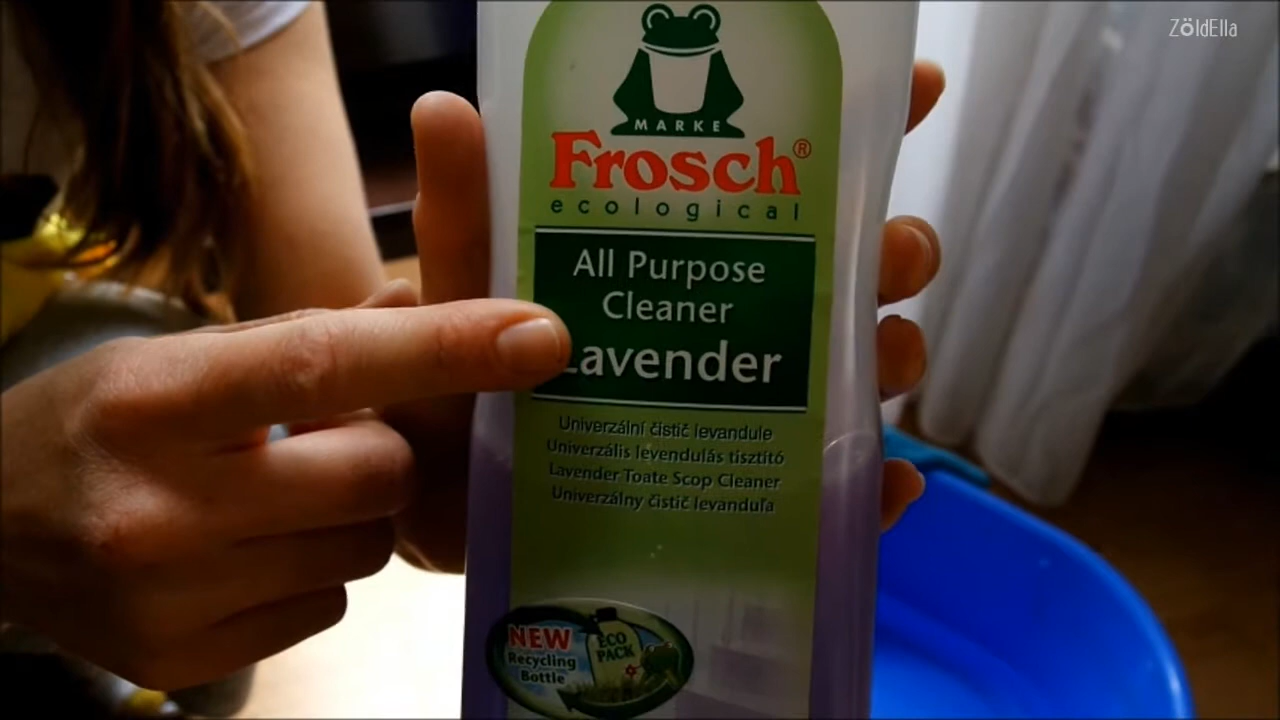 ZöldElla
MARKE
Frosch®
ecological
All Purpose
Cleaner
Lavender
Univerzální čistič levandule
Univerzális levendulás tisztító
Lavender Toate Scop Cleaner
Univerzálny čistič levanduľa
NEW
Recycling
Bottle
ECO
PACK